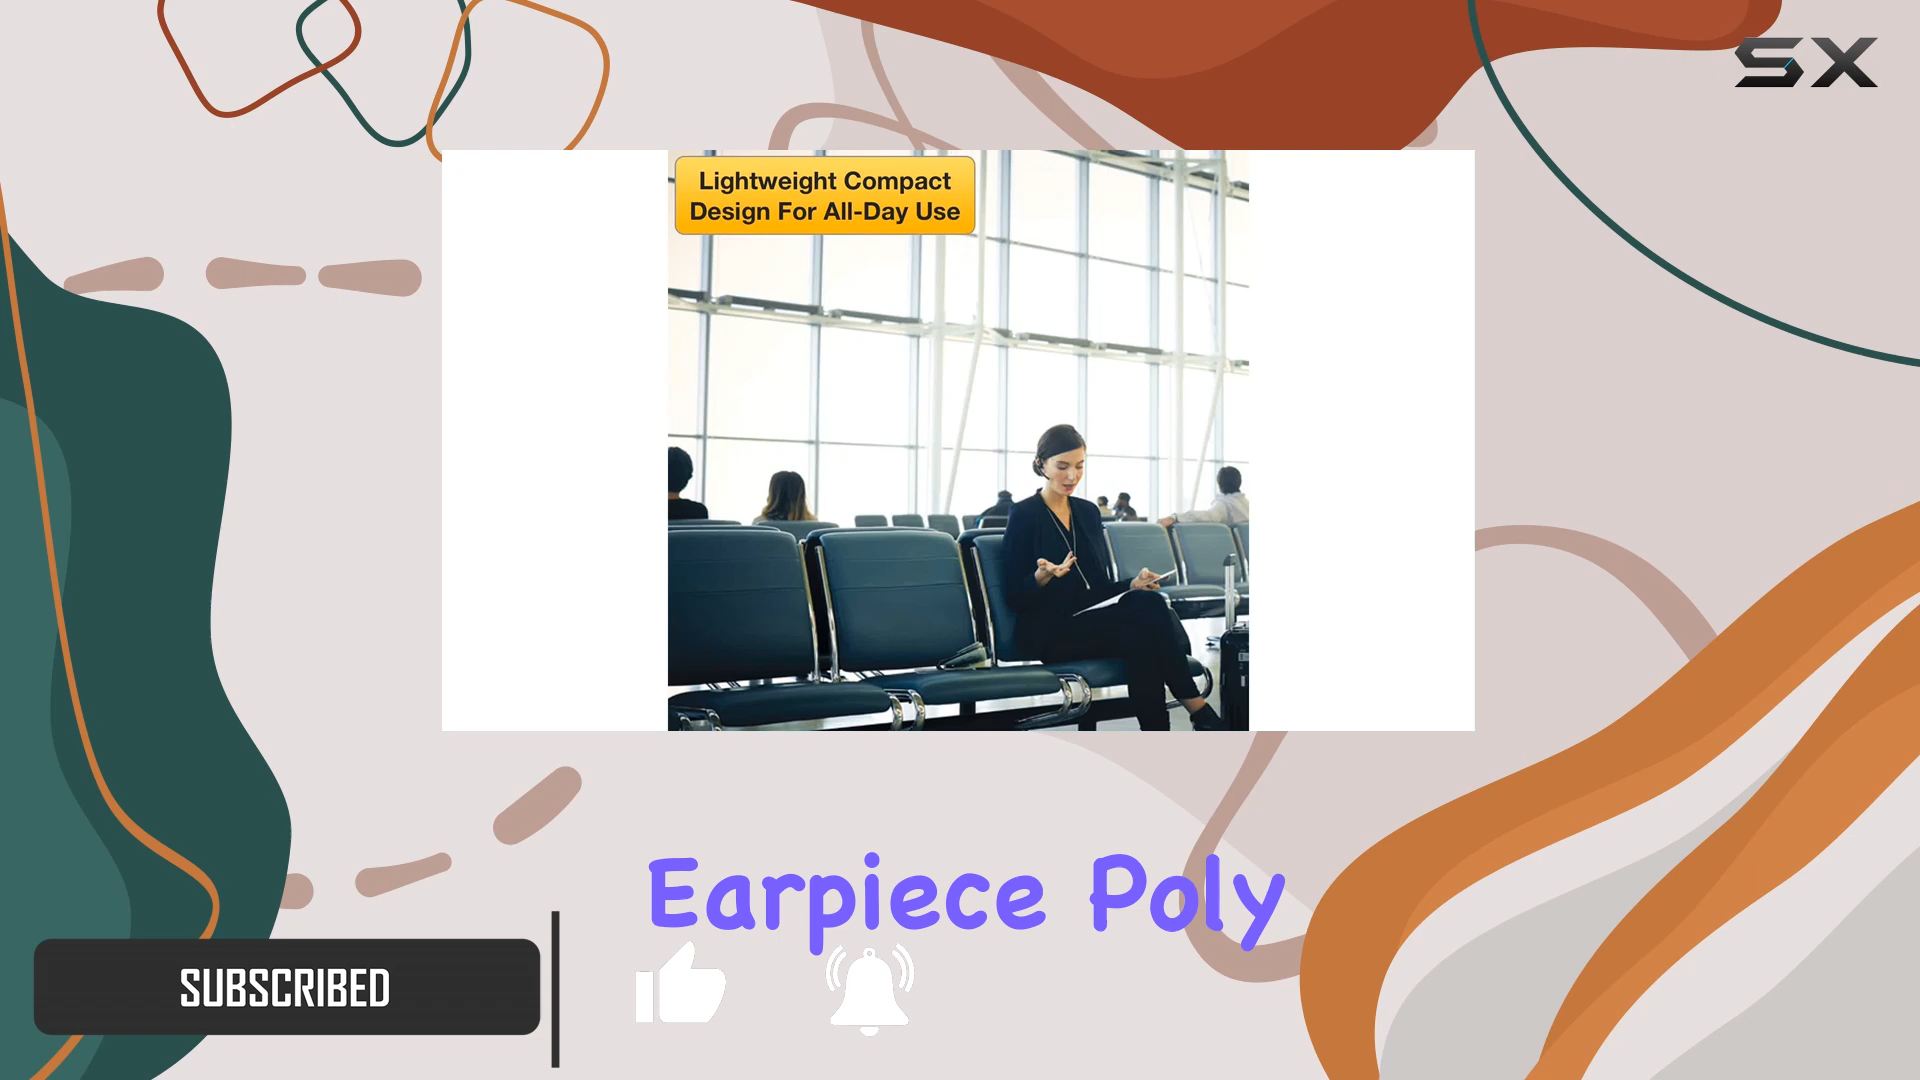 SX
Lightweight Compact
Design For All-Day Use
Earpiece Poly
SUBSCRIBED